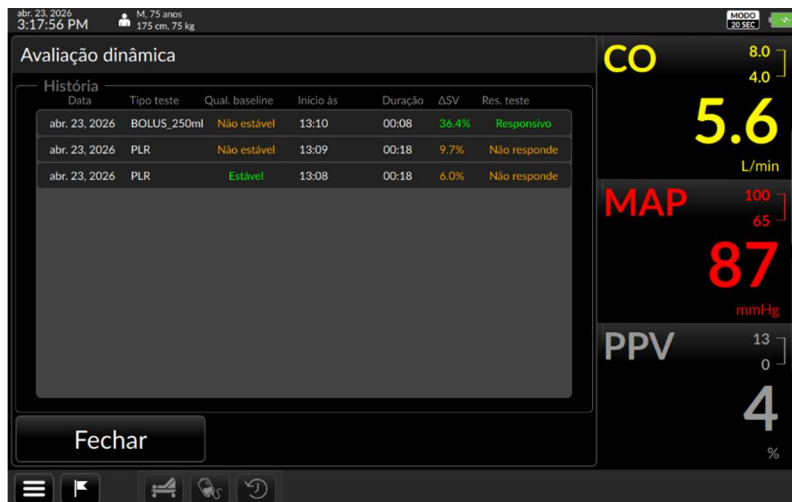 abr. 23, 2026
3:17:56 PM
M, 75 anos
175 cm, 75 kg
MODO
20 SEC
Avaliação dinâmica
História
Data Tipo teste Qual. baseline Início às Duração ΔSV Res. teste
abr. 23, 2026 BOLUS_250ml Não estável 13:10 00:08 36.4% Responsivo
abr. 23, 2026 PLR Não estável 13:09 00:18 9.7% Não responde
abr. 23, 2026 PLR Estável 13:08 00:18 6.0% Não responde
Fechar
CO
8.0
4.0
5.6
L/min
MAP
100
65
87
mmHg
PPV
13
0
4
%